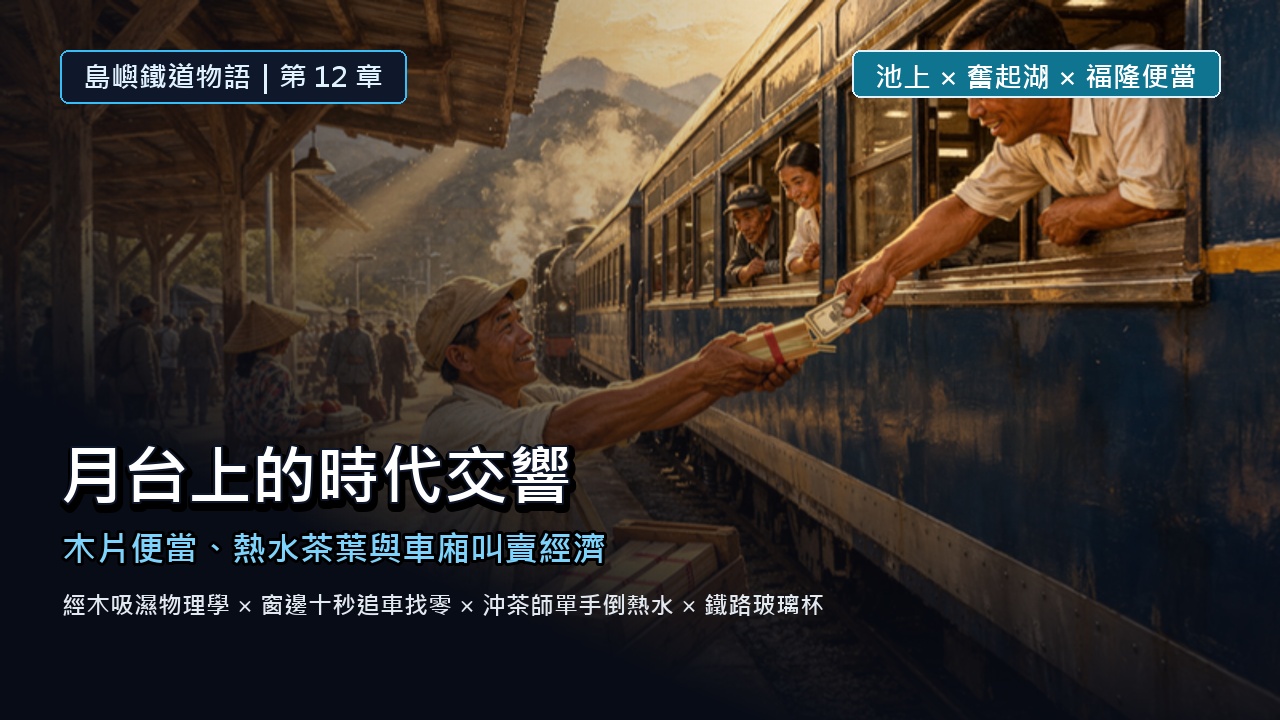 島嶼鐵道物語 | 第 12 章
池上 × 奮起湖 × 福隆便當
月台上的時代交響
木片便當、熱水茶葉與車廂叫賣經濟
經木吸濕物理學 × 窗邊十秒追車找零 × 沖茶師單手倒熱水 × 鐵路玻璃杯